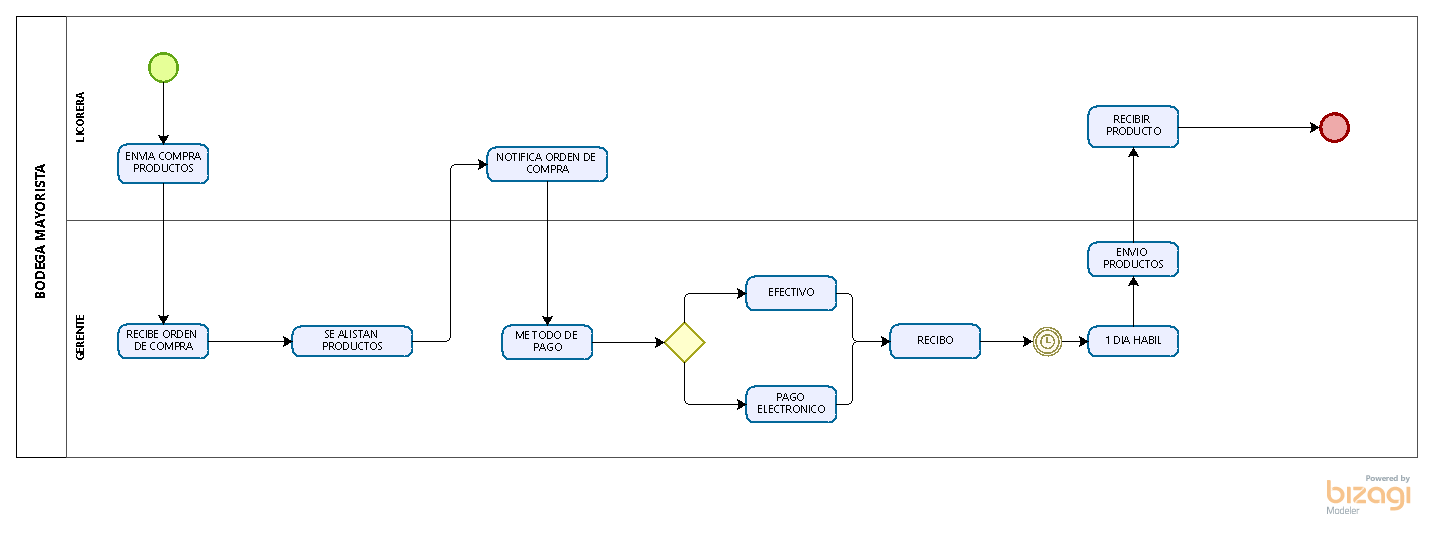 BODEGA MAYORISTA
LICORERA
ENVIA COMPRA
PRODUCTOS
NOTIFICA ORDEN DE
COMPRA
RECIBIR
PRODUCTO
GERENTE
RECIBE ORDEN
DE COMPRA
SE ALISTAN
PRODUCTOS
METODO DE
PAGO
EFECTIVO
PAGO
ELECTRONICO
RECIBO
1 DIA HABIL
ENVIO
PRODUCTOS
Powered by
bizagi
Modeler